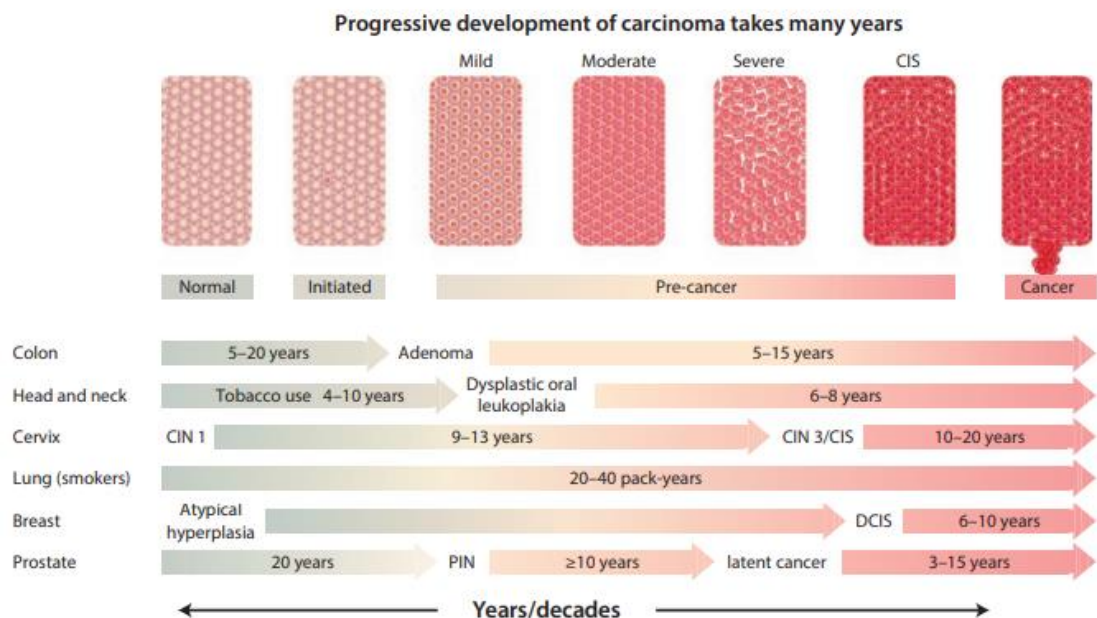 Progressive development of carcinoma takes many years
Mild Moderate Severe CIS
Normal Initiated Pre-cancer Cancer
Colon 5–20 years Adenoma 5–15 years
Head and neck Tobacco use 4–10 years Dysplastic oral
leukoplakia 6–8 years
Cervix CIN 1 9–13 years CIN 3/CIS 10–20 years
Lung (smokers) 20–40 pack-years
Breast Atypical
hyperplasia DCIS 6–10 years
Prostate 20 years PIN ≥10 years latent cancer 3–15 years
Years/decades